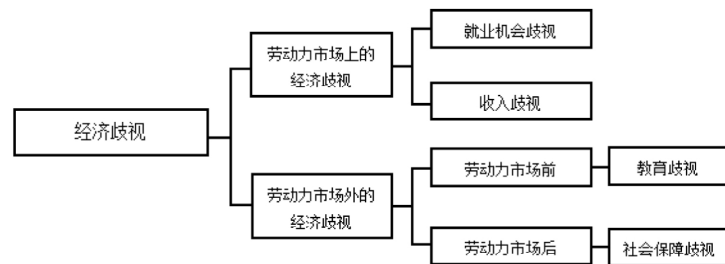 经济歧视
劳动力市场上的
经济歧视
就业机会歧视
收入歧视
劳动力市场外的
经济歧视
劳动力市场前
教育歧视
劳动力市场后
社会保障歧视